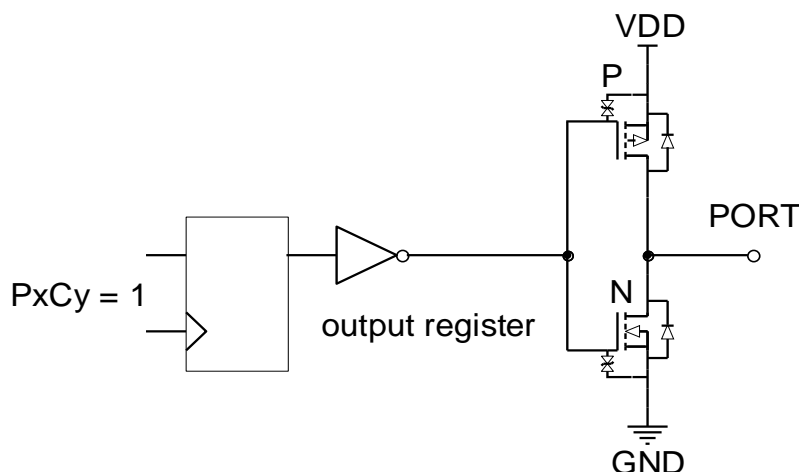 VDD
P
PORT
PxCy = 1
N
output register
GND